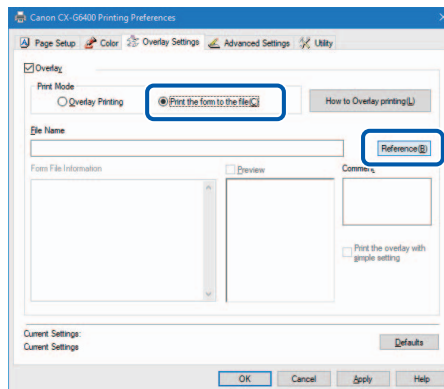 Canon CX-G6400 Printing Preferences
Page Setup Color Overlay Settings Advanced Settings Utility
Overlay
Print Mode
Overlay Printing Print the form to the file(C) How to Overlay printing(L)
File Name
Reference(B)
Form File Information Preview Comment
Print the overlay with
simple setting
Current Settings:
Current Settings
Defaults
OK Cancel Apply Help